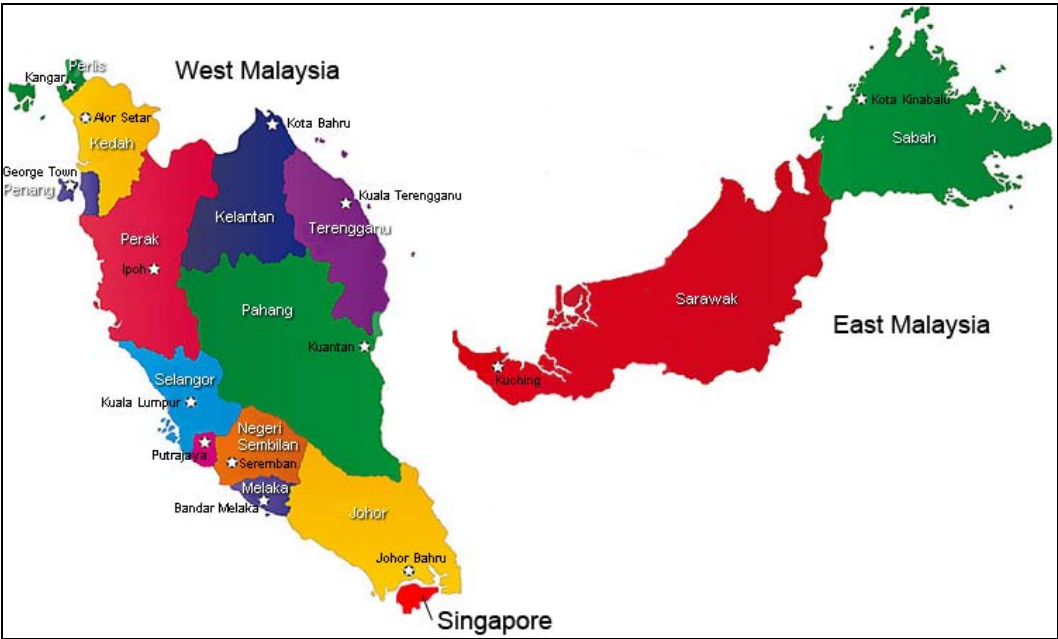 West Malaysia
Perlis
Kangar
Alor Setar
Kedah
George Town
Penang
Kota Bahru
Kuala Terengganu
Kelantan
Terengganu
Perak
Ipoh
Pahang
Kuantan
Selangor
Kuala Lumpur
Negeri
Sembilan
Putrajaya
Seremban
Melaka
Bandar Melaka
Johor
Johor Bahru
Singapore
Kota Kinabalu
Sabah
Sarawak
East Malaysia
Kuching